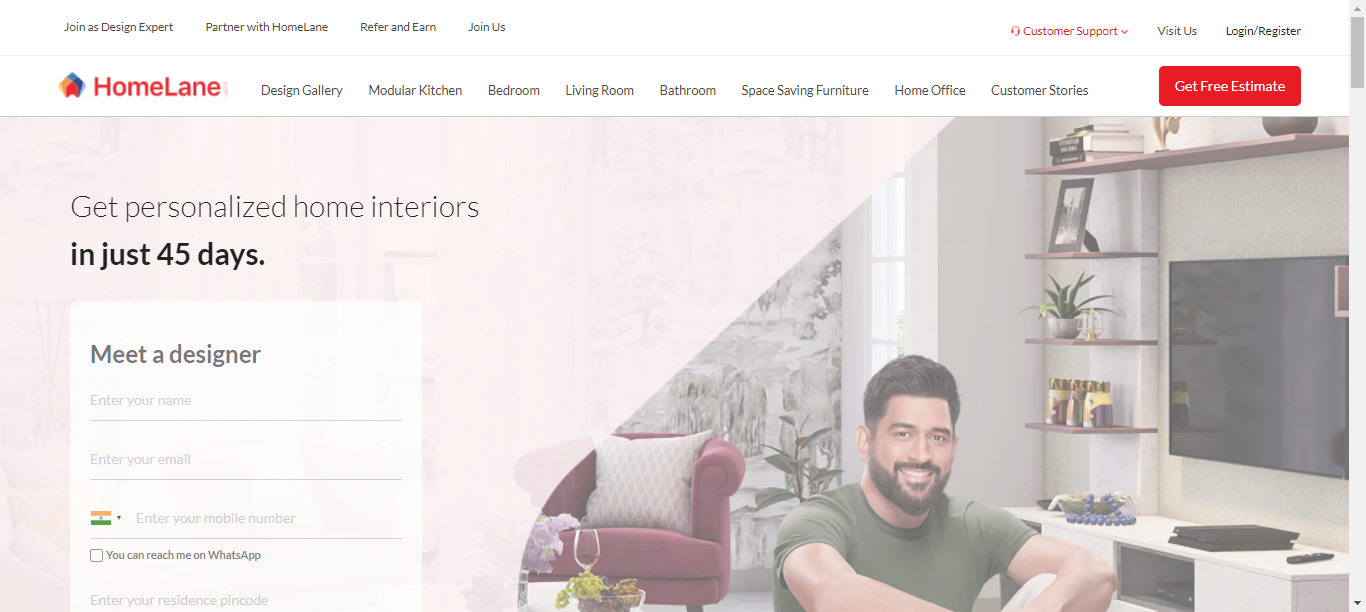 Join as Design Expert Partner with HomeLane Refer and Earn Join Us
Customer Support Visit Us Login/Register
HomeLane
Design Gallery Modular Kitchen Bedroom Living Room Bathroom Space Saving Furniture Home Office Customer Stories
Get Free Estimate
Get personalized home interiors
in just 45 days.
Meet a designer
Enter your name
Enter your email
Enter your mobile number
You can reach me on WhatsApp
Enter your residence pincode